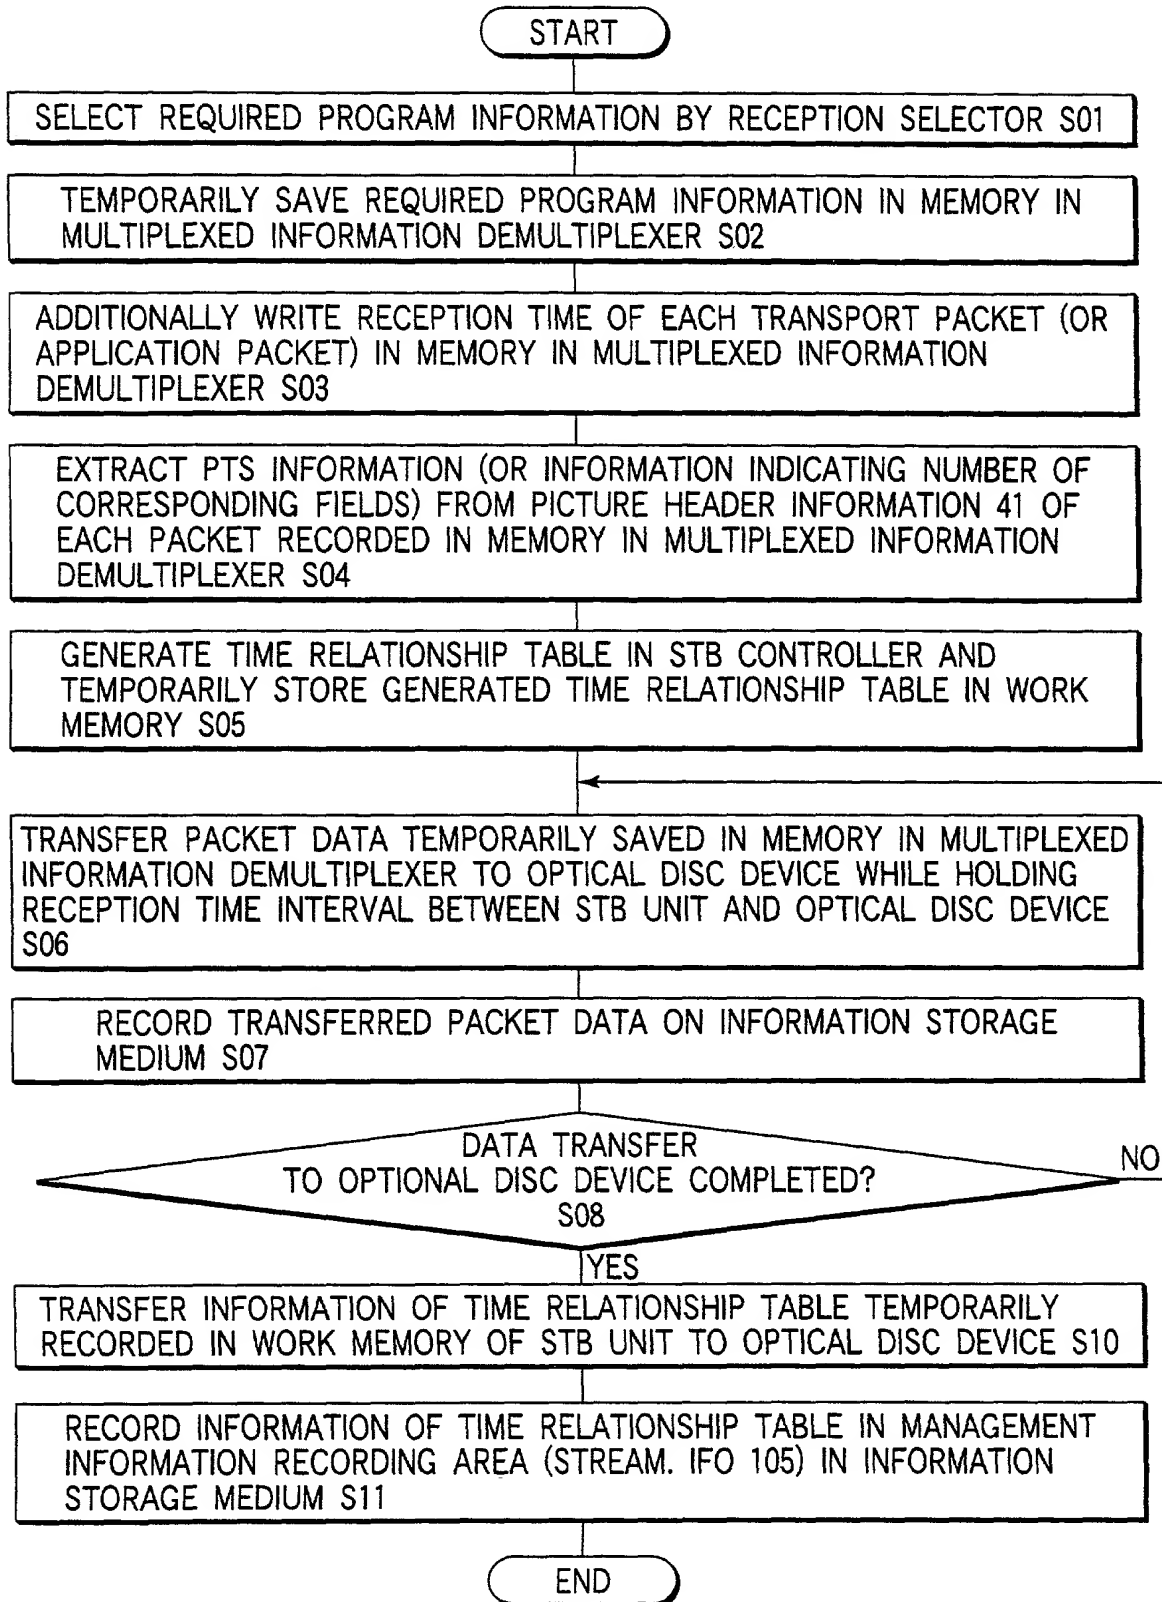 START
SELECT REQUIRED PROGRAM INFORMATION BY RECEPTION SELECTOR S01
TEMPORARILY SAVE REQUIRED PROGRAM INFORMATION IN MEMORY IN
MULTIPLEXED INFORMATION DEMULTIPLEXER S02
ADDITIONALLY WRITE RECEPTION TIME OF EACH TRANSPORT PACKET (OR
APPLICATION PACKET) IN MEMORY IN MULTIPLEXED INFORMATION
DEMULTIPLEXER S03
EXTRACT PTS INFORMATION (OR INFORMATION INDICATING NUMBER OF
CORRESPONDING FIELDS) FROM PICTURE HEADER INFORMATION 41 OF
EACH PACKET RECORDED IN MEMORY IN MULTIPLEXED INFORMATION
DEMULTIPLEXER S04
GENERATE TIME RELATIONSHIP TABLE IN STB CONTROLLER AND
TEMPORARILY STORE GENERATED TIME RELATIONSHIP TABLE IN WORK
MEMORY S05
TRANSFER PACKET DATA TEMPORARILY SAVED IN MEMORY IN MULTIPLEXED
INFORMATION DEMULTIPLEXER TO OPTICAL DISC DEVICE WHILE HOLDING
RECEPTION TIME INTERVAL BETWEEN STB UNIT AND OPTICAL DISC DEVICE
S06
RECORD TRANSFERRED PACKET DATA ON INFORMATION STORAGE
MEDIUM S07
DATA TRANSFER
TO OPTIONAL DISC DEVICE COMPLETED?
S08
NO
YES
TRANSFER INFORMATION OF TIME RELATIONSHIP TABLE TEMPORARILY
RECORDED IN WORK MEMORY OF STB UNIT TO OPTICAL DISC DEVICE S10
RECORD INFORMATION OF TIME RELATIONSHIP TABLE IN MANAGEMENT
INFORMATION RECORDING AREA (STREAM. IFO 105) IN INFORMATION
STORAGE MEDIUM S11
END